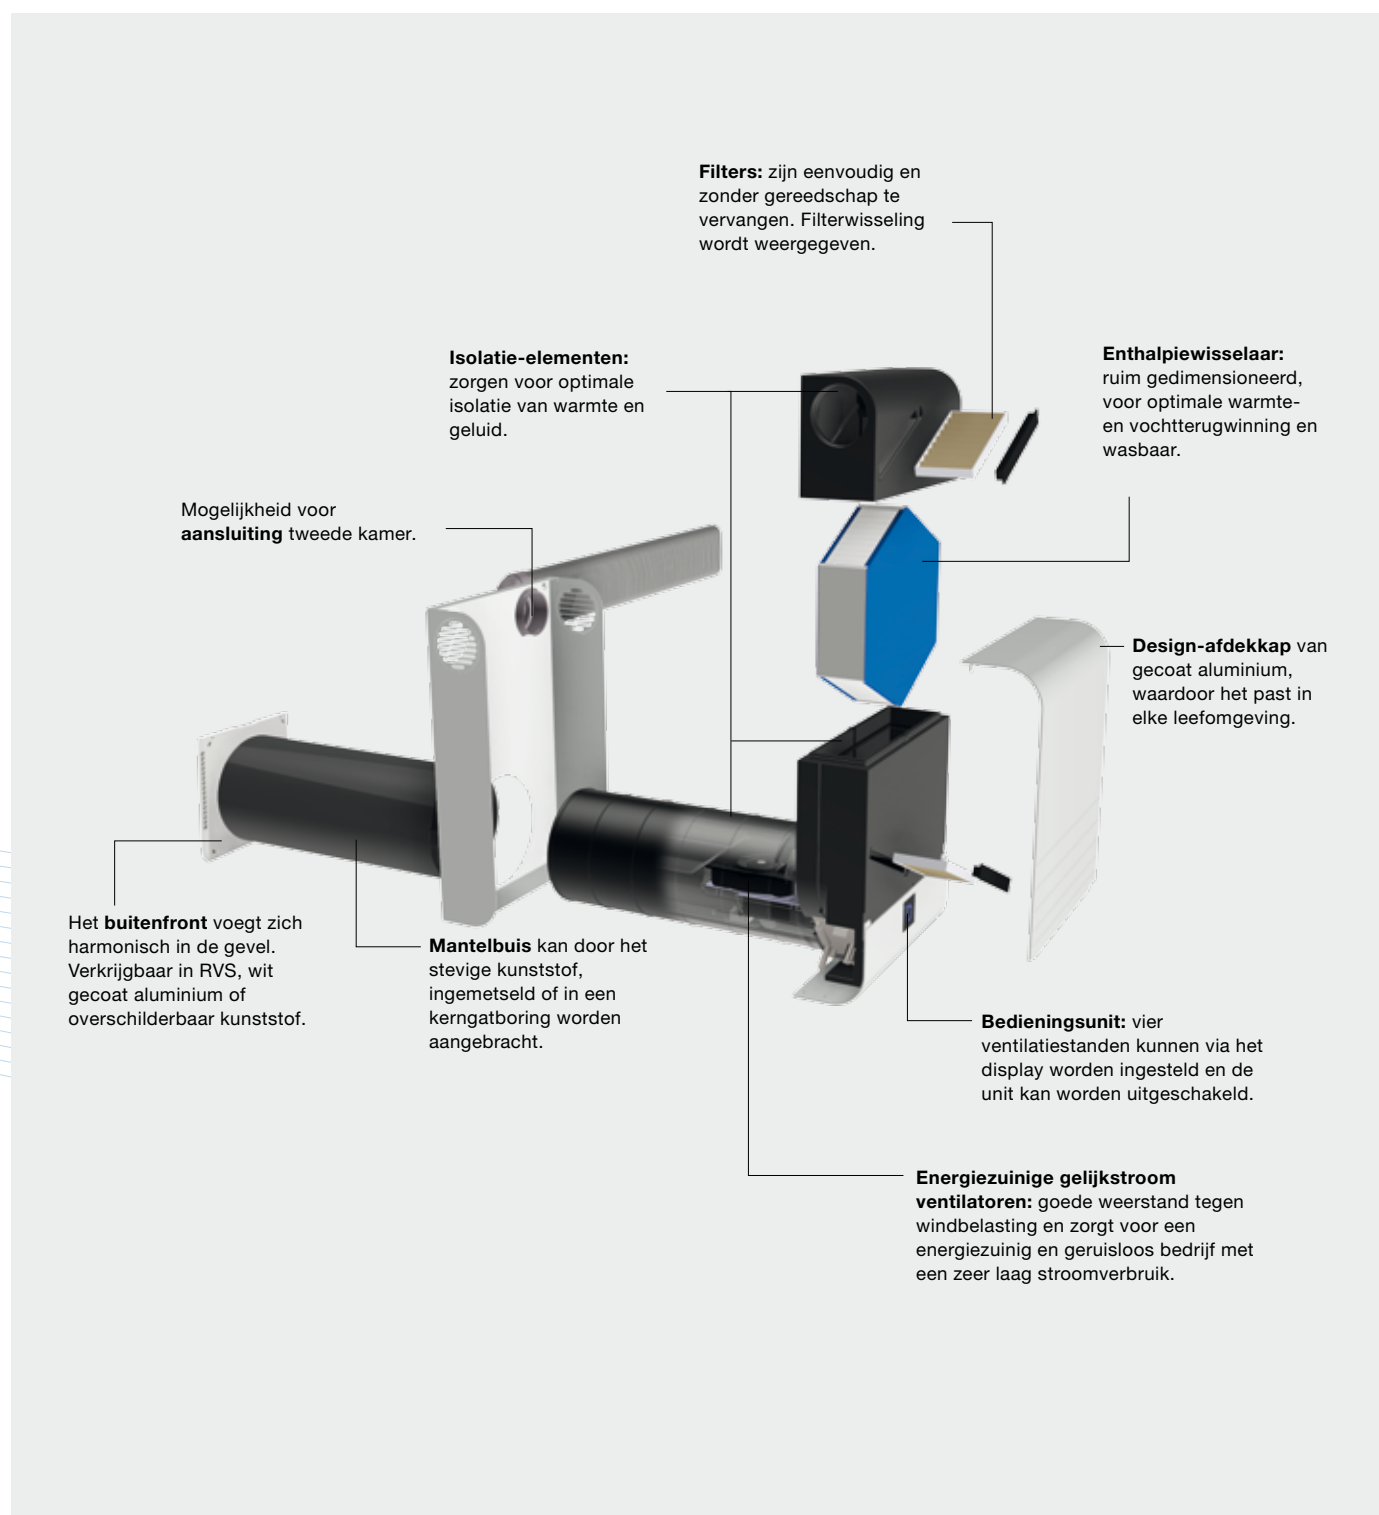 Filters: zijn eenvoudig en
zonder gereedschap te
vervangen. Filterwisseling
wordt weergegeven.
Isolatie-elementen:
zorgen voor optimale
isolatie van warmte en
geluid.
Enthalpiewisselaar:
ruim gedimensioneerd,
voor optimale warmte-
en vochtterugwinning en
wasbaar.
Mogelijkheid voor
aansluiting tweede kamer.
Design-afdekkap van
gecoat aluminium,
waardoor het past in
elke leefomgeving.
Het buitenfront voegt zich
harmonisch in de gevel.
Verkrijgbaar in RVS, wit
gecoat aluminium of
overschilderbaar kunststof.
Mantelbuis kan door het
stevige kunststof,
ingemetseld of in een
kerngatboring worden
aangebracht.
Bedieningsunit: vier
ventilatiestanden kunnen via het
display worden ingesteld en de
unit kan worden uitgeschakeld.
Energiezuinige gelijkstroom
ventilatoren: goede weerstand tegen
windbelasting en zorgt voor een
energiezuinig en geruisloos bedrijf met
een zeer laag stroomverbruik.